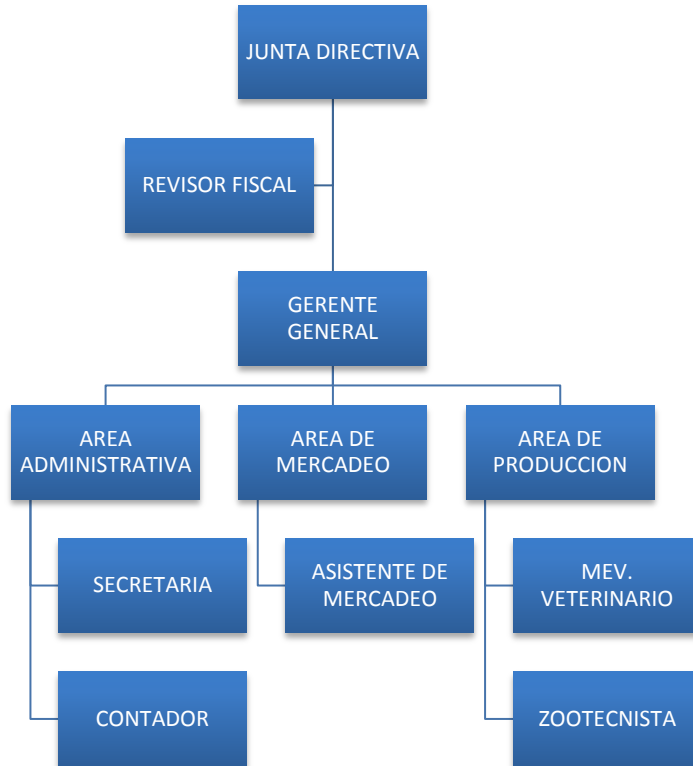 JUNTA DIRECTIVA
REVISOR FISCAL
GERENTE
GENERAL
AREA
ADMINISTRATIVA
AREA DE
MERCADEO
AREA DE
PRODUCCION
SECRETARIA
ASISTENTE DE
MERCADEO
MEV.
VETERINARIO
CONTADOR
ZOOTECNISTA